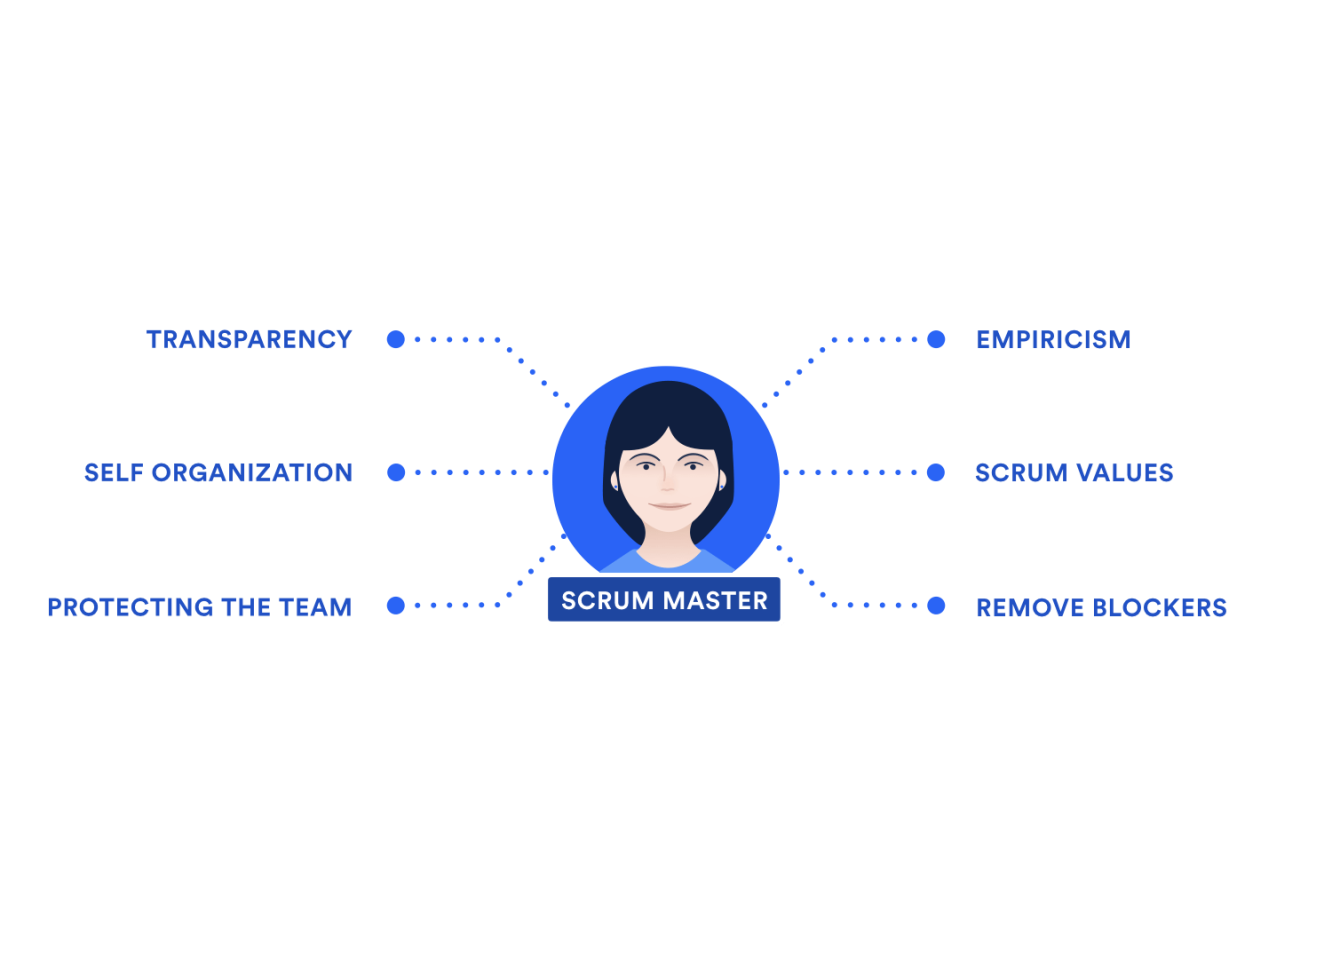 TRANSPARENCY
EMPIRICISM
SELF ORGANIZATION
SCRUM VALUES
PROTECTING THE TEAM
SCRUM MASTER
REMOVE BLOCKERS